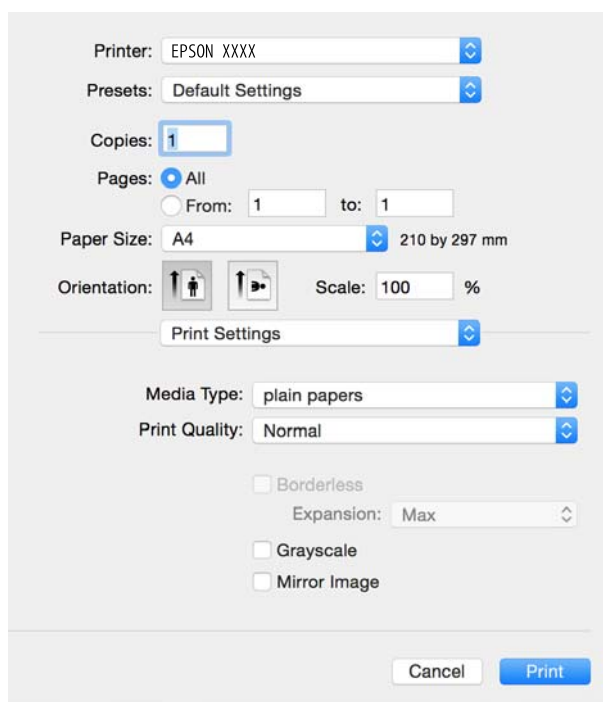 Printer: EPSON XXXX
Presets: Default Settings
Copies: 1
Pages: All
From: 1 to: 1
Paper Size: A4 210 by 297 mm
Orientation: Scale: 100 %
Print Settings
Media Type: plain papers
Print Quality: Normal
Borderless
Expansion: Max
Grayscale
Mirror Image
Cancel Print